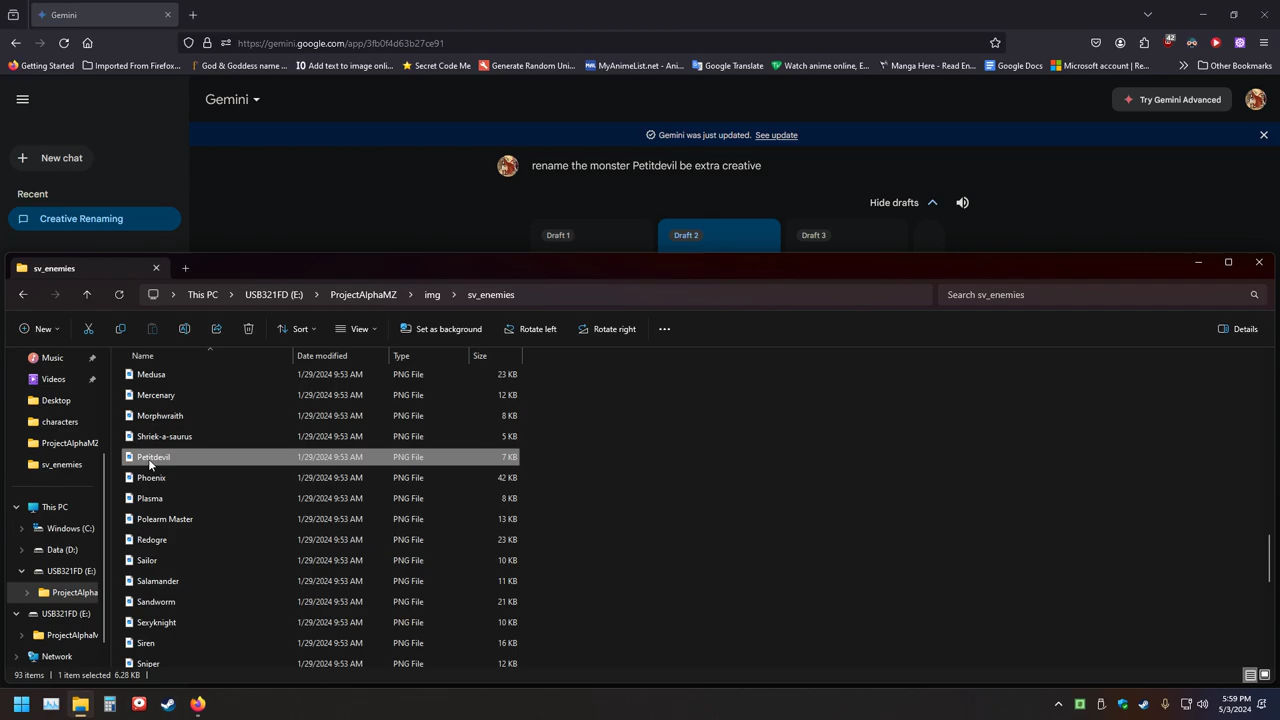 Gemini
https://gemini.google.com/app/3fb0f4d63b27ce91
42
Getting Started
Imported From Firefox...
God & Goddess name ...
Add text to image onli...
Secret Code Me
Generate Random Uni...
MyAnimeList.net - Ani...
Google Translate
Watch anime online, E...
Manga Here - Read En...
Google Docs
Microsoft account | Re...
Other Bookmarks
Gemini
Try Gemini Advanced
Gemini was just updated. See update
New chat
Recent
Creative Renaming
rename the monster Petitdevil be extra creative
Hide drafts
Draft 1
Draft 2
Draft 3
sv_enemies
This PC
USB321FD (E:)
ProjectAlphaMZ
img
sv_enemies
Search sv_enemies
New
Sort
View
Set as background
Rotate left
Rotate right
Details
Music
Videos
Desktop
characters
ProjectAlphaMZ
sv_enemies
This PC
Windows (C:)
Data (D:)
USB321FD (E:)
ProjectAlpha
USB321FD (E:)
ProjectAlphaM
Network
Name Date modified Type Size
Medusa 1/29/2024 9:53 AM PNG File 23 KB
Mercenary 1/29/2024 9:53 AM PNG File 12 KB
Morphwraith 1/29/2024 9:53 AM PNG File 8 KB
Shriek-a-saurus 1/29/2024 9:53 AM PNG File 5 KB
Petitdevil 1/29/2024 9:53 AM PNG File 7 KB
Phoenix 1/29/2024 9:53 AM PNG File 42 KB
Plasma 1/29/2024 9:53 AM PNG File 8 KB
Polearm Master 1/29/2024 9:53 AM PNG File 13 KB
Redogre 1/29/2024 9:53 AM PNG File 23 KB
Sailor 1/29/2024 9:53 AM PNG File 10 KB
Salamander 1/29/2024 9:53 AM PNG File 11 KB
Sandworm 1/29/2024 9:53 AM PNG File 21 KB
Sexyknight 1/29/2024 9:53 AM PNG File 10 KB
Siren 1/29/2024 9:53 AM PNG File 16 KB
Sniper 1/29/2024 9:53 AM PNG File 12 KB
93 items 1 item selected 6.28 KB
5:59 PM
5/3/2024